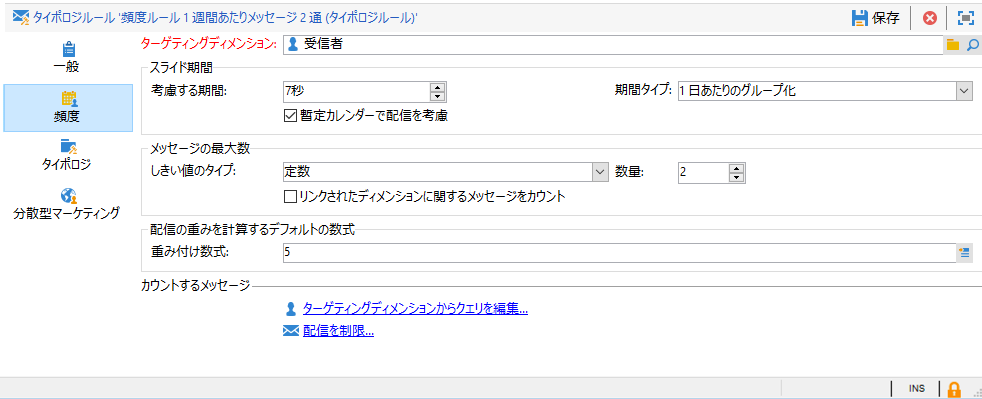 タイポロジルール '頻度ルール 1 週間あたりメッセージ 2 通 (タイポロジルール)'
保存
一般
頻度
タイポロジ
分散型マーケティング
ターゲティングディメンション: 受信者
スライド期間
考慮する期間: 7秒 期間タイプ: 1 日あたりのグループ化
暫定カレンダーで配信を考慮
メッセージの最大数
しきい値のタイプ: 定数 数量: 2
リンクされたディメンションに関するメッセージをカウント
配信の重みを計算するデフォルトの数式
重み付け数式: 5
カウントするメッセージ
ターゲティングディメンションからクエリを編集...
配信を制限...
INS